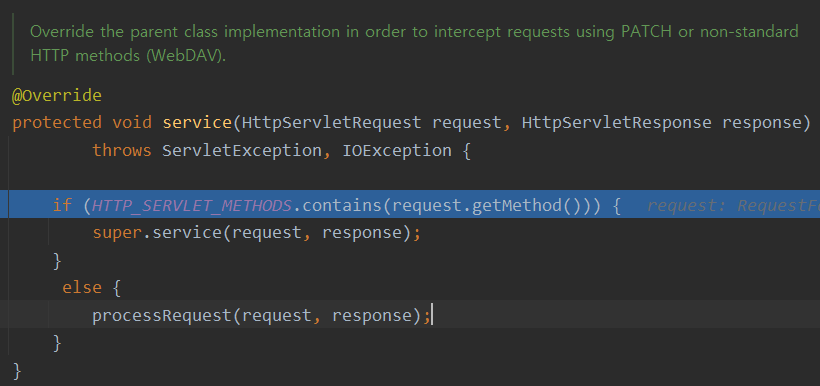 Override the parent class implementation in order to intercept requests using PATCH or non-standard
HTTP methods (WebDAV).
@Override
protected void service(HttpServletRequest request, HttpServletResponse response)
throws ServletException, IOException {
if (HTTP_SERVLET_METHODS.contains(request.getMethod())) { request: RequestF
super.service(request, response);
}
else {
processRequest(request, response);
}
}